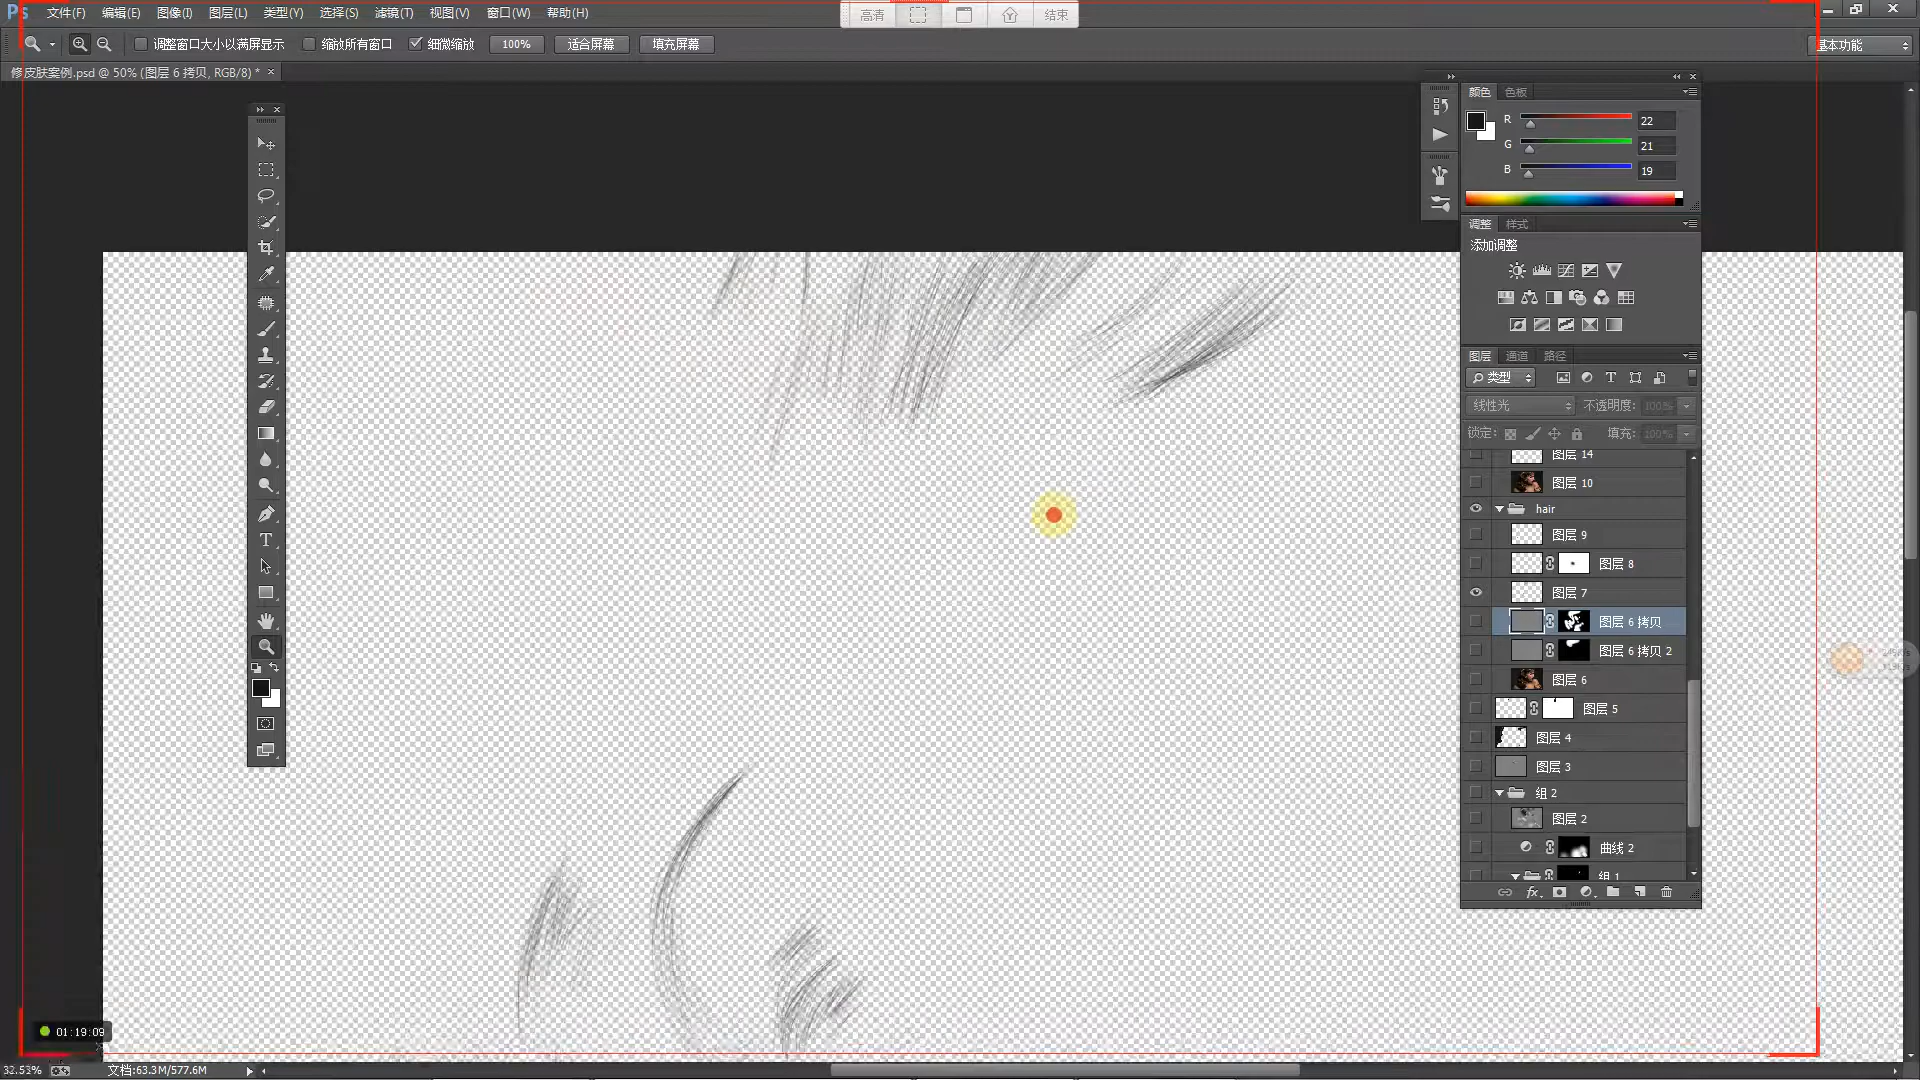 Ps 文件(F) 编辑(E) 图像(I) 图层(L) 类型(Y) 选择(S) 滤镜(T) 视图(V) 窗口(W) 帮助(H)
高清 结束
调整窗口大小以满屏显示 缩放所有窗口 细微缩放 100% 适合屏幕 填充屏幕 基本功能
修皮肤案例.psd @ 50% (图层 6 拷贝, RGB/8) * ×
颜色 色板
R 22
G 21
B 19
调整 样式
添加调整
图层 通道 路径
类型
线性光 不透明度: 100%
锁定: 填充: 100%
图层 14
图层 10
hair
图层 9
图层 8
图层 7
图层 6 拷贝
图层 6 拷贝 2
图层 6
图层 5
图层 4
图层 3
组 2
图层 2
曲线 2
组 1
fx
01:19:09
32.53% 文档:63.3M/577.6M